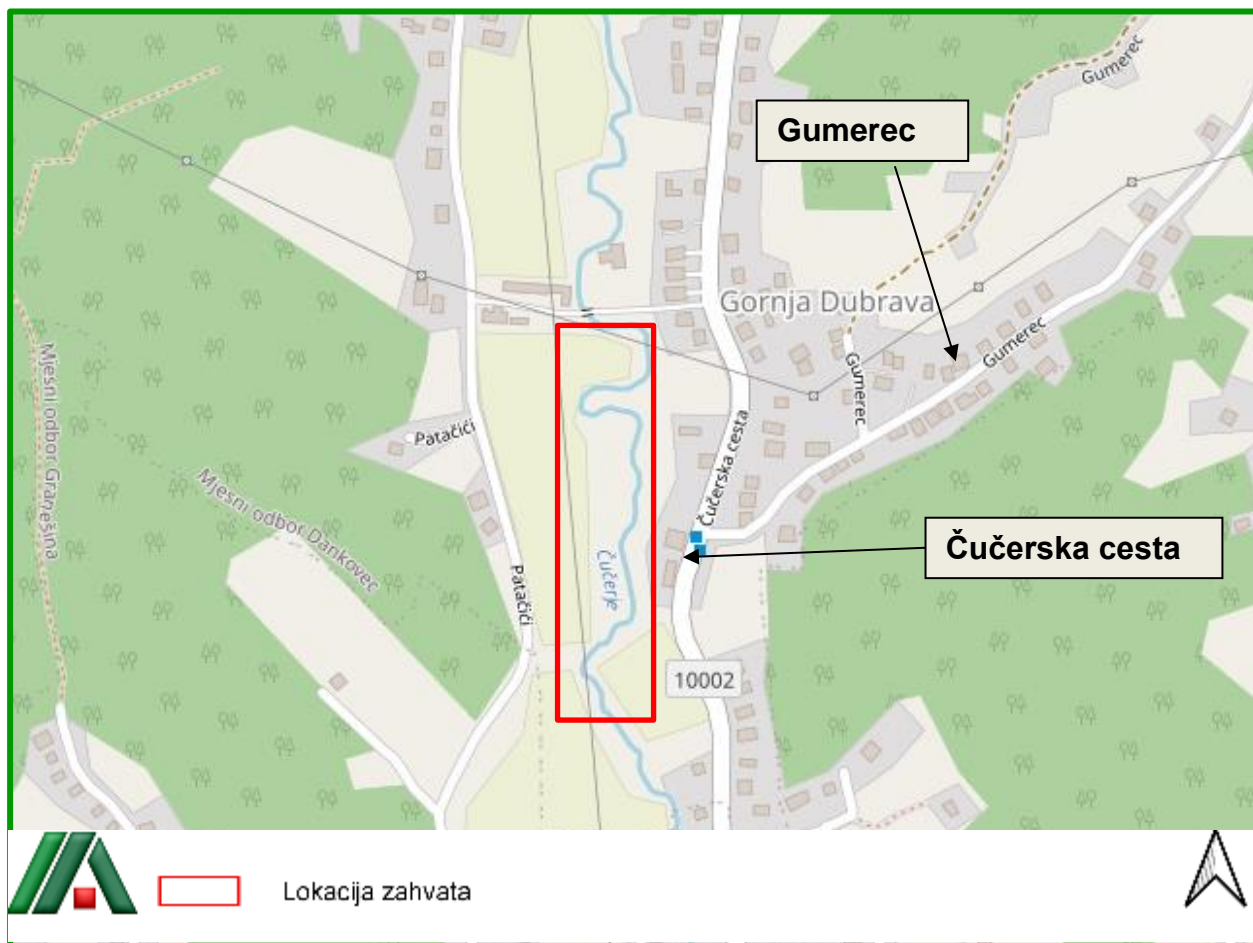 Gumerec
Gumerec
Gornja Dubrava
Gumerec
Gumerec
Čučerska cesta
Čučerska cesta
Mjesni odbor Granešina
Patačići
Mjesni odbor Dankovec
Čučerje
Patačići
10002
Lokacija zahvata